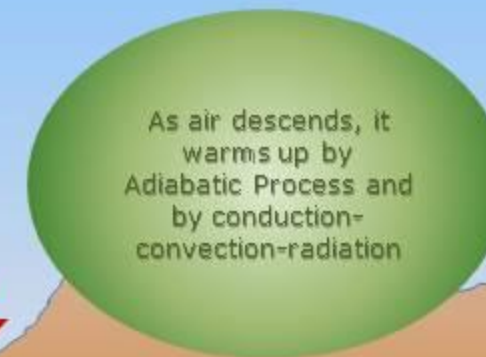 As air descends, it
warms up by
Adiabatic Process and
by conduction-
convection-radiation